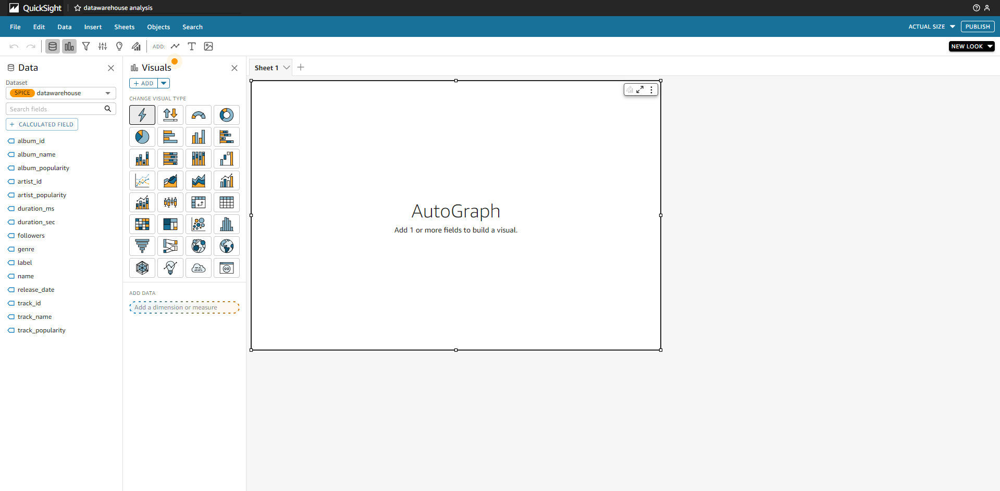 QuickSight
datawarehouse analysis
File Edit Data Insert Sheets Objects Search
ACTUAL SIZE
PUBLISH
ADD:
NEW LOOK
Data
Dataset
SPICE datawarehouse
Search fields
+ CALCULATED FIELD
album_id
album_name
album_popularity
artist_id
artist_popularity
duration_ms
duration_sec
followers
genre
label
name
release_date
track_id
track_name
track_popularity
Visuals
+ ADD
CHANGE VISUAL TYPE
ADD DATA
Add a dimension or measure
Sheet 1
AutoGraph
Add 1 or more fields to build a visual.